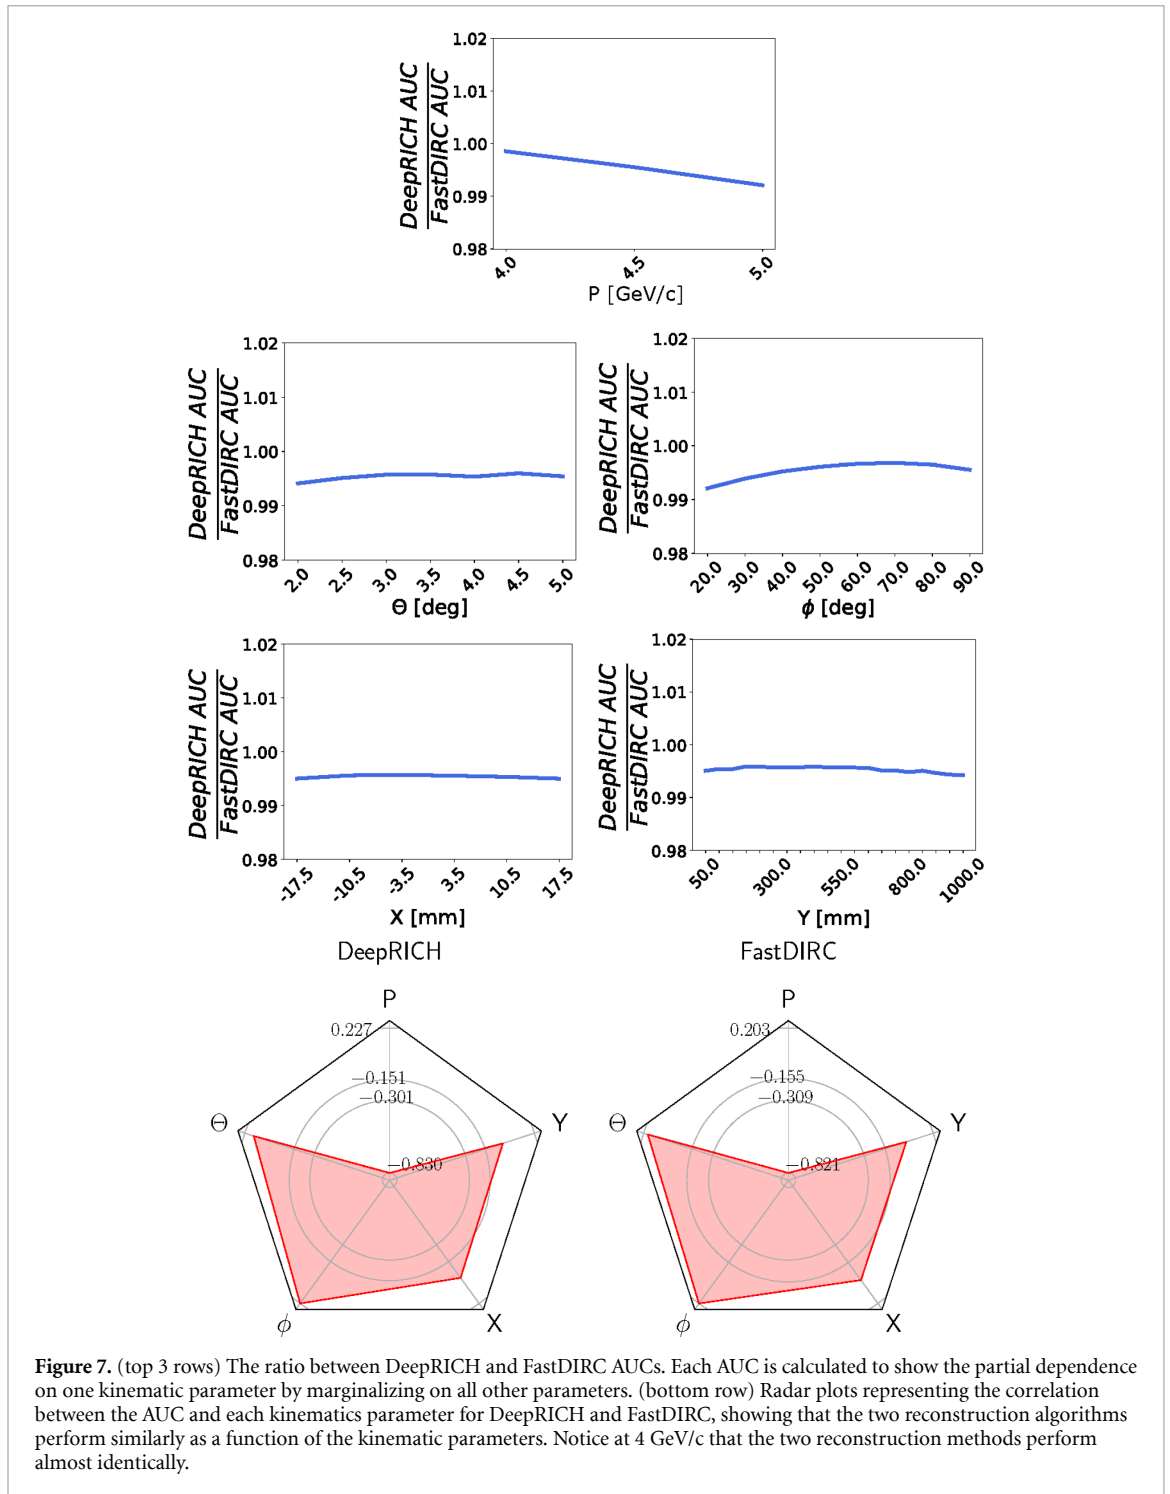 1.02
1.01
1.00
0.99
0.98
DeepRICH AUC
FastDIRC AUC
4.0 4.5 5.0
P [GeV/c]
1.02
1.01
1.00
0.99
0.98
DeepRICH AUC
FastDIRC AUC
2.0 2.5 3.0 3.5 4.0 4.5 5.0
Θ [deg]
1.02
1.01
1.00
0.99
0.98
DeepRICH AUC
FastDIRC AUC
20.0 30.0 40.0 50.0 60.0 70.0 80.0 90.0
ϕ [deg]
1.02
1.01
1.00
0.99
0.98
DeepRICH AUC
FastDIRC AUC
-17.5 -10.5 -3.5 3.5 10.5 17.5
X [mm]
1.02
1.01
1.00
0.99
0.98
DeepRICH AUC
FastDIRC AUC
50.0 300.0 550.0 800.0 1000.0
Y [mm]
DeepRICH
P
0.227
−0.151
−0.301
Θ
Y
−0.830
ϕ
X
FastDIRC
P
0.203
−0.155
−0.309
Θ
Y
−0.821
ϕ
X
Figure 7. (top 3 rows) The ratio between DeepRICH and FastDIRC AUCs. Each AUC is calculated to show the partial dependence
on one kinematic parameter by marginalizing on all other parameters. (bottom row) Radar plots representing the correlation
between the AUC and each kinematics parameter for DeepRICH and FastDIRC, showing that the two reconstruction algorithms
perform similarly as a function of the kinematic parameters. Notice at 4 GeV/c that the two reconstruction methods perform
almost identically.